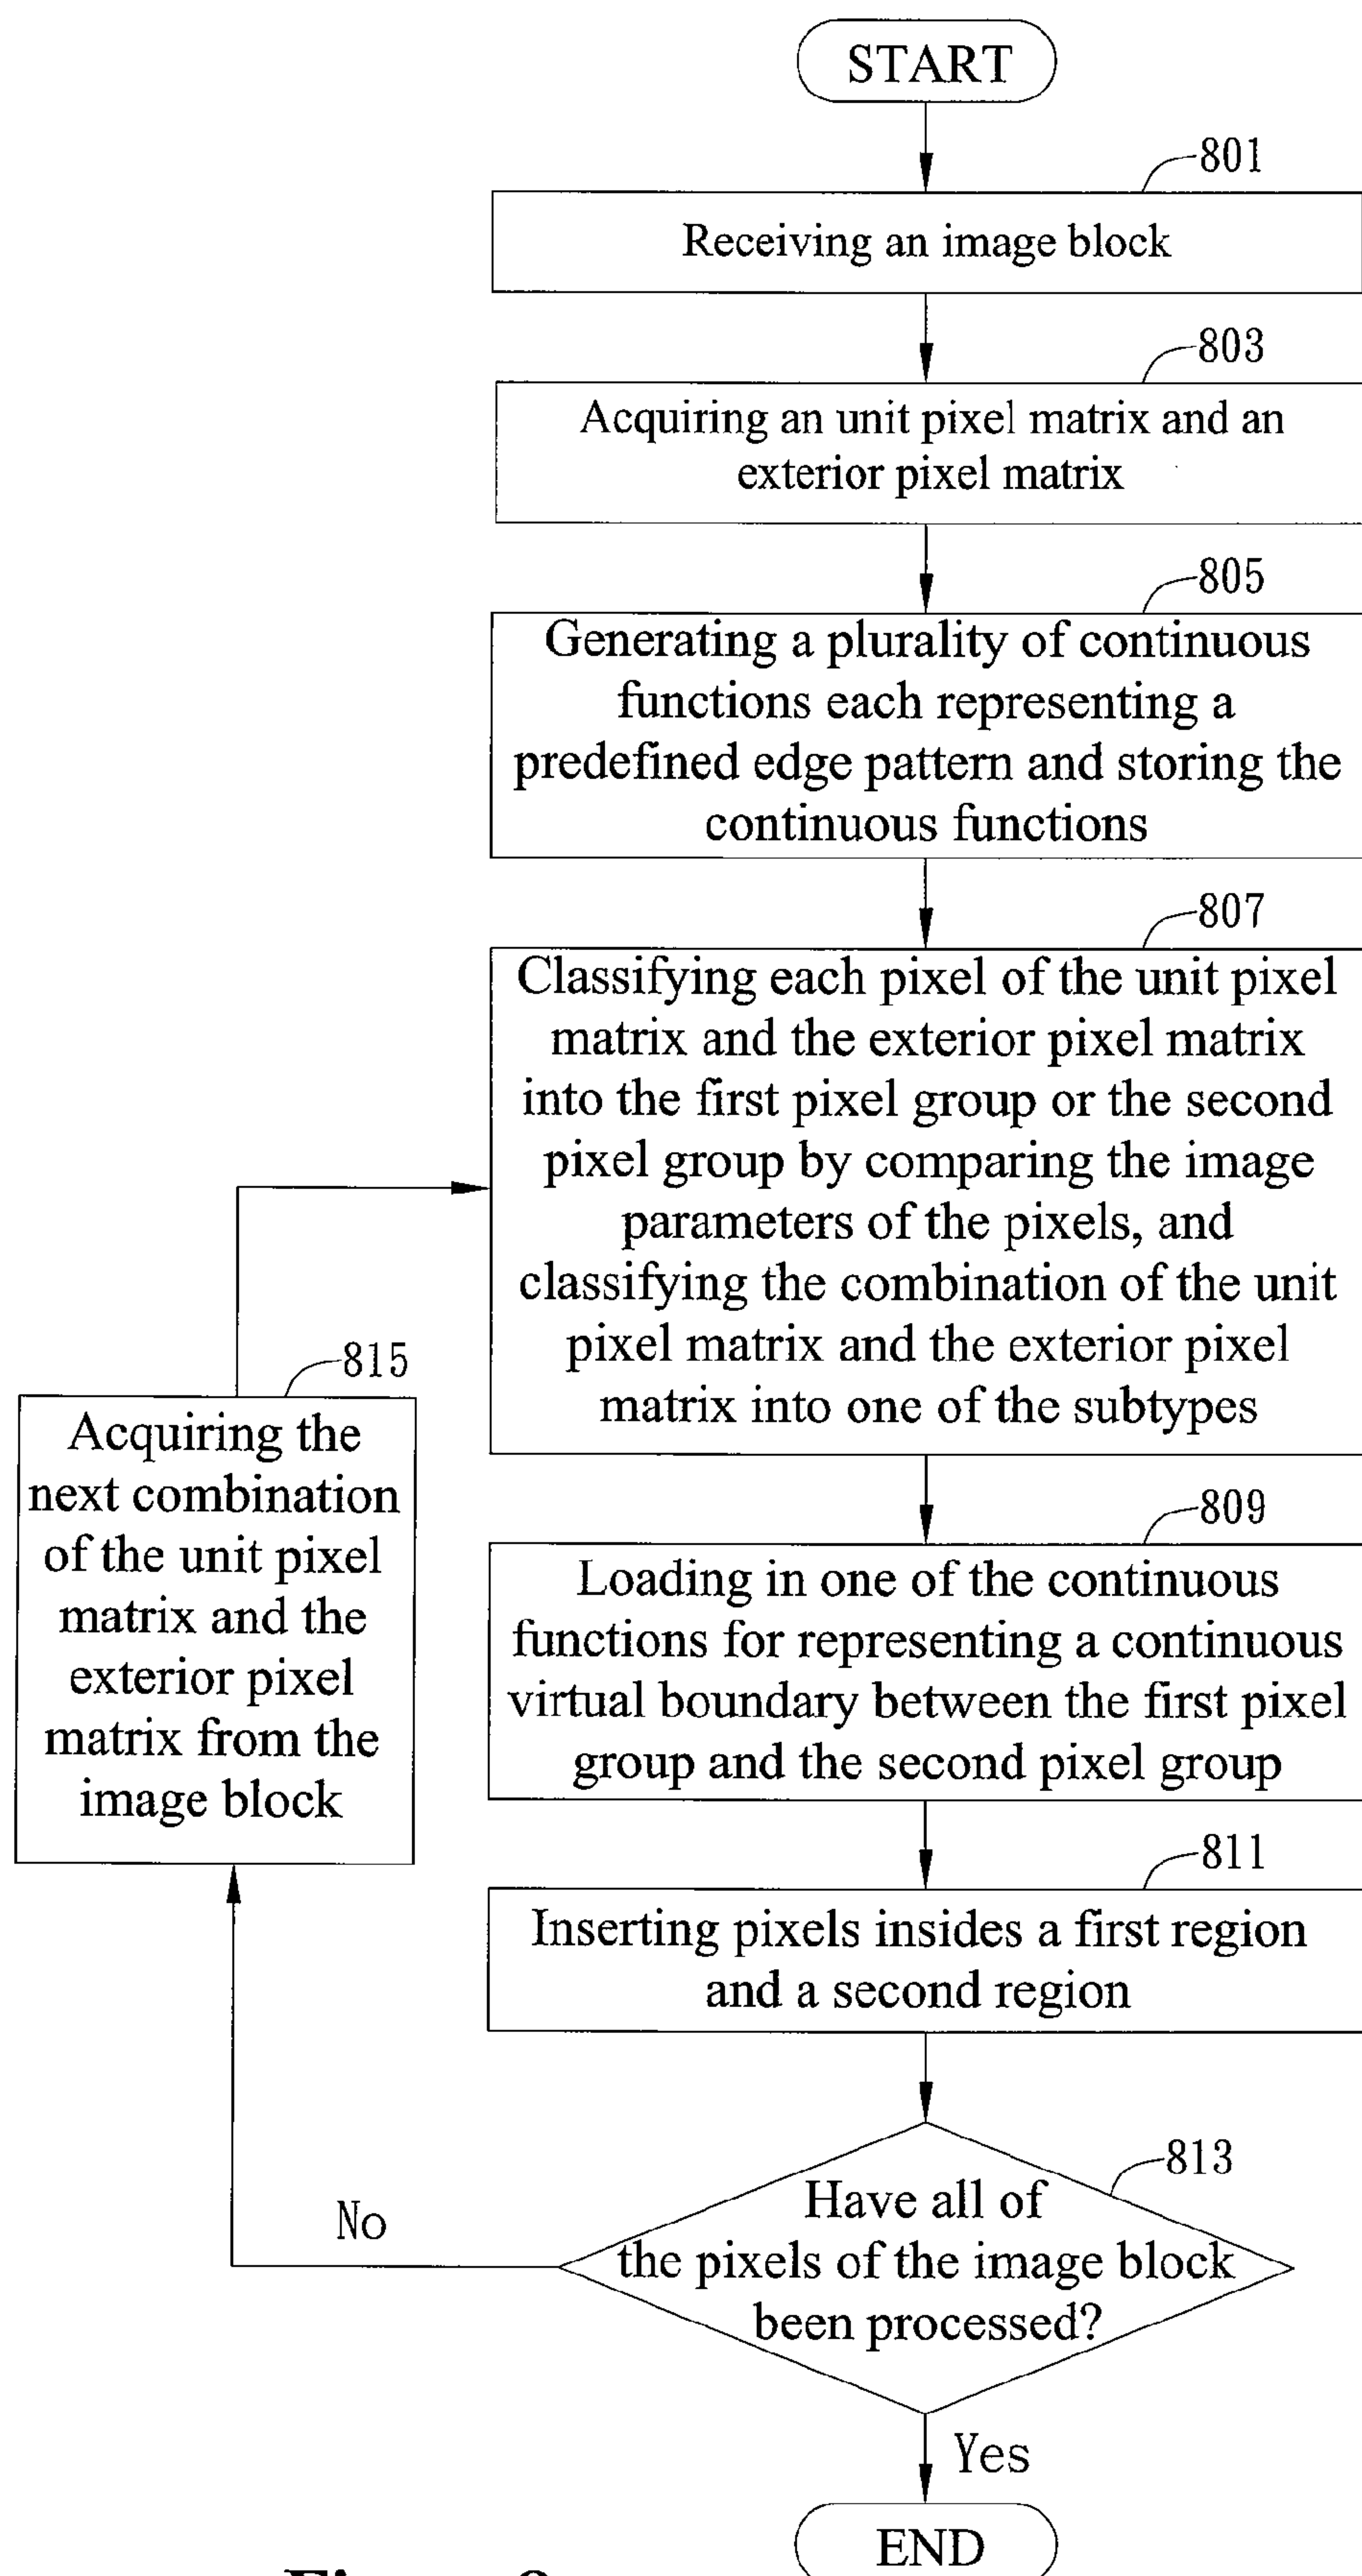 START
801
Receiving an image block
803
Acquiring an unit pixel matrix and an
exterior pixel matrix
805
Generating a plurality of continuous
functions each representing a
predefined edge pattern and storing the
continuous functions
807
Classifying each pixel of the unit pixel
matrix and the exterior pixel matrix
into the first pixel group or the second
pixel group by comparing the image
parameters of the pixels, and
classifying the combination of the unit
pixel matrix and the exterior pixel
matrix into one of the subtypes
815
Acquiring the
next combination
of the unit pixel
matrix and the
exterior pixel
matrix from the
image block
809
Loading in one of the continuous
functions for representing a continuous
virtual boundary between the first pixel
group and the second pixel group
811
Inserting pixels insides a first region
and a second region
813
Have all of
the pixels of the image block
been processed?
No
Yes
END